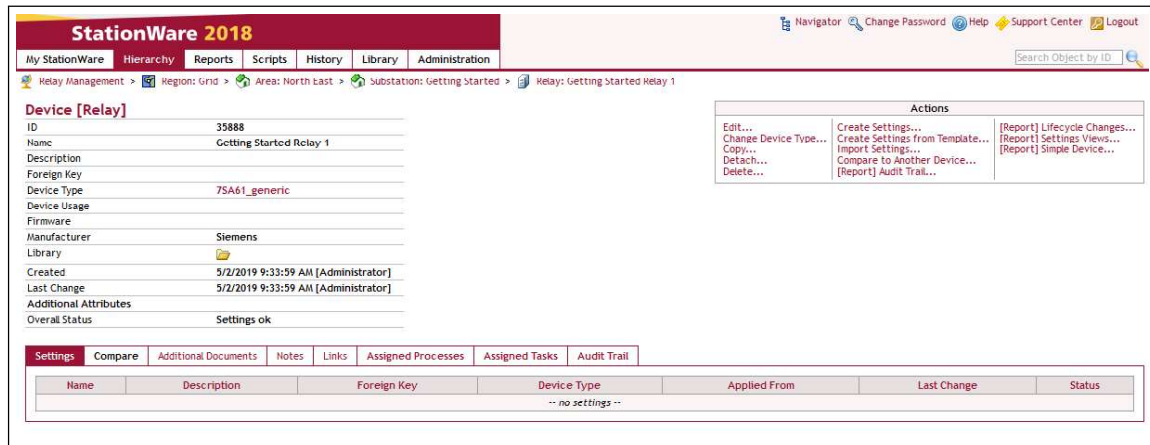 StationWare 2018
Navigator Change Password Help Support Center Logout
My StationWare Hierarchy Reports Scripts History Library Administration
Search Object by ID
Relay Management > Region: Grid > Area: North East > Substation: Getting Started > Relay: Getting Started Relay 1
Device [Relay]
ID 35888
Name Getting Started Relay 1
Description
Foreign Key
Device Type 7SA61_generic
Device Usage
Firmware
Manufacturer Siemens
Library
Created 5/2/2019 9:33:59 AM [Administrator]
Last Change 5/2/2019 9:33:59 AM [Administrator]
Additional Attributes
Overall Status Settings ok
Actions
Edit... Create Settings... [Report] Lifecycle Changes...
Change Device Type... Create Settings from Template... [Report] Settings Views...
Copy... Import Settings... [Report] Simple Device...
Detach... Compare to Another Device...
Delete... [Report] Audit Trail...
Settings Compare Additional Documents Notes Links Assigned Processes Assigned Tasks Audit Trail
Name Description Foreign Key Device Type Applied From Last Change Status
-- no settings --